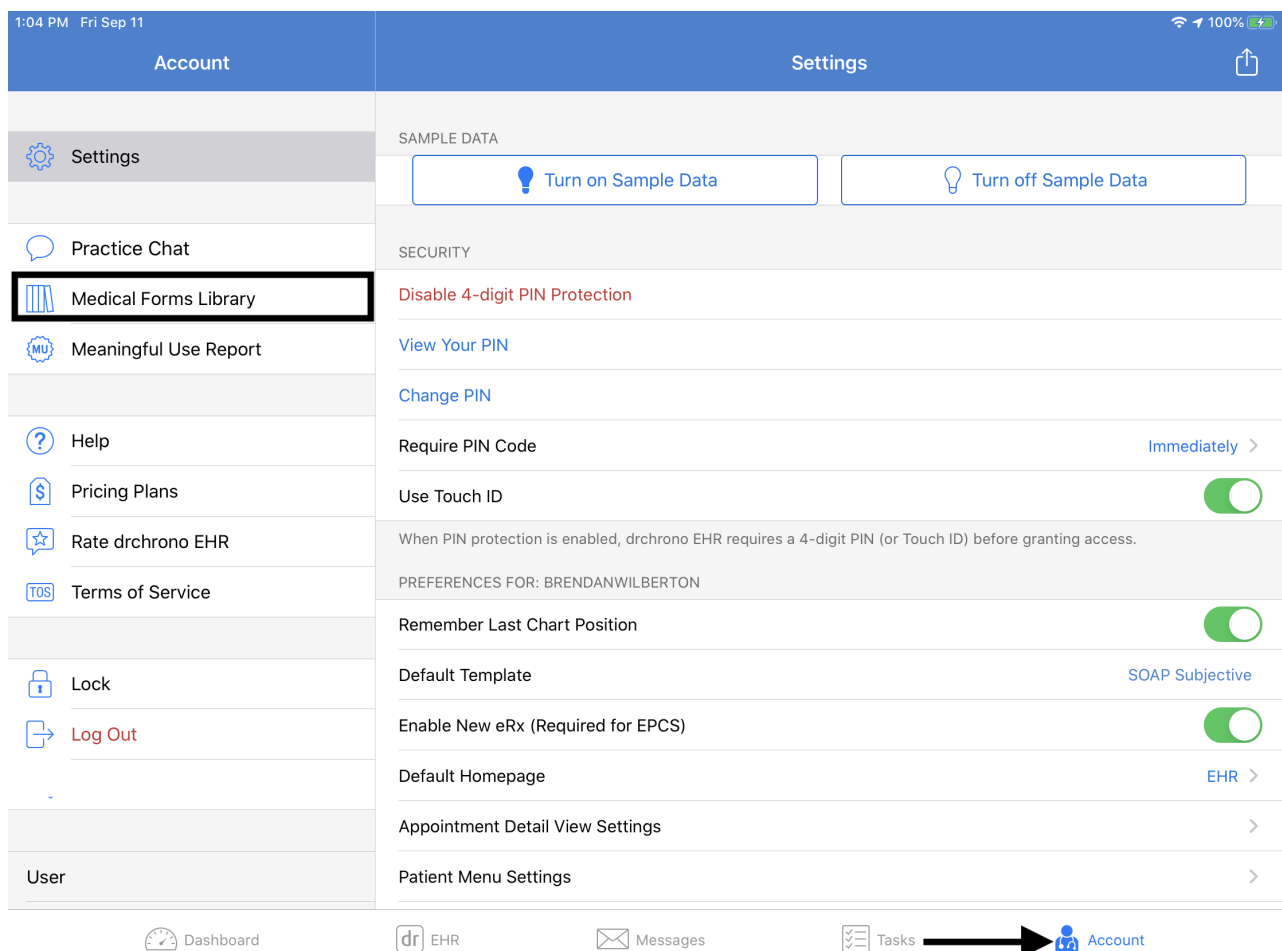 1:04 PM Fri Sep 11
100%
Account
Settings
Settings
Practice Chat
Medical Forms Library
MU
Meaningful Use Report
?
Help
$
Pricing Plans
Rate drchrono EHR
TOS
Terms of Service
Lock
Log Out
User
SAMPLE DATA
Turn on Sample Data
Turn off Sample Data
SECURITY
Disable 4-digit PIN Protection
View Your PIN
Change PIN
Require PIN Code
Immediately
Use Touch ID
When PIN protection is enabled, drchrono EHR requires a 4-digit PIN (or Touch ID) before granting access.
PREFERENCES FOR: BRENDANWILBERTON
Remember Last Chart Position
Default Template
SOAP Subjective
Enable New eRx (Required for EPCS)
Default Homepage
EHR
Appointment Detail View Settings
Patient Menu Settings
Dashboard
dr EHR
Messages
Tasks
Account